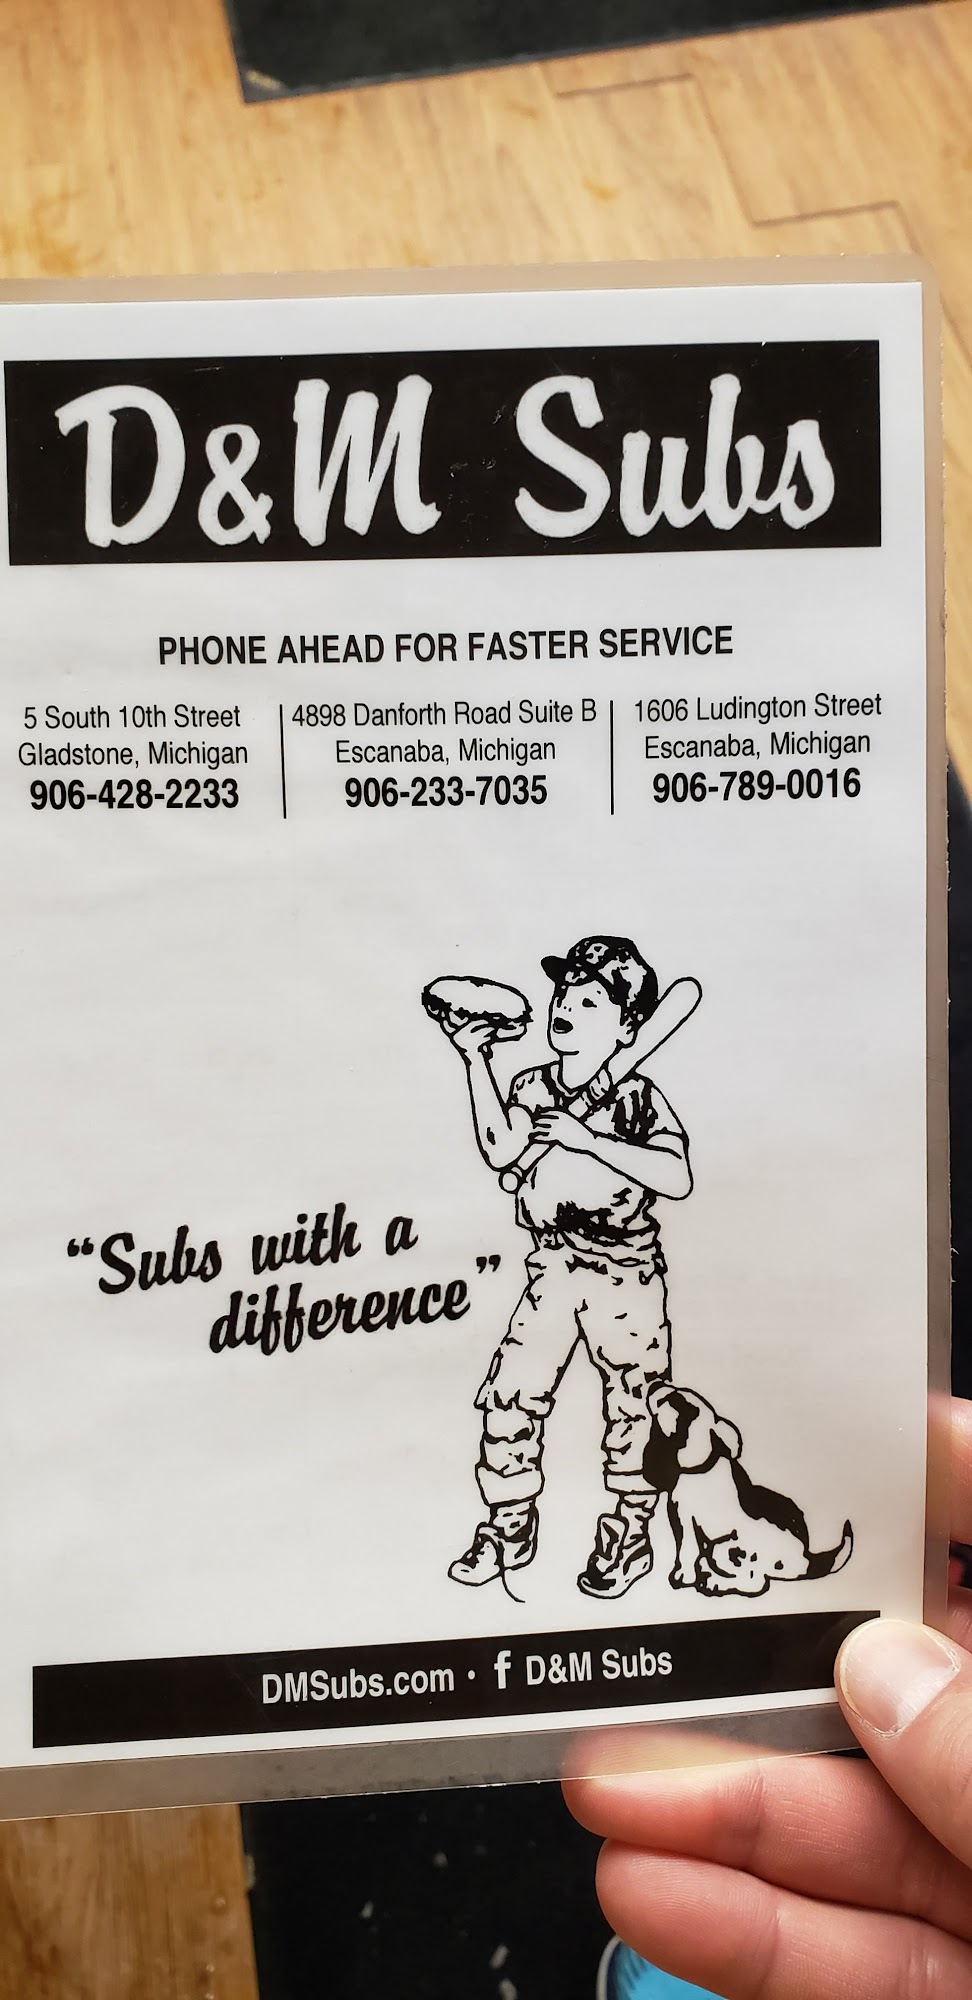 D&M Subs
PHONE AHEAD FOR FASTER SERVICE
5 South 10th Street
Gladstone, Michigan
906-428-2233
4898 Danforth Road Suite B
Escanaba, Michigan
906-233-7035
1606 Ludington Street
Escanaba, Michigan
906-789-0016
“Subs with a
difference”
DMSubs.com • f D&M Subs